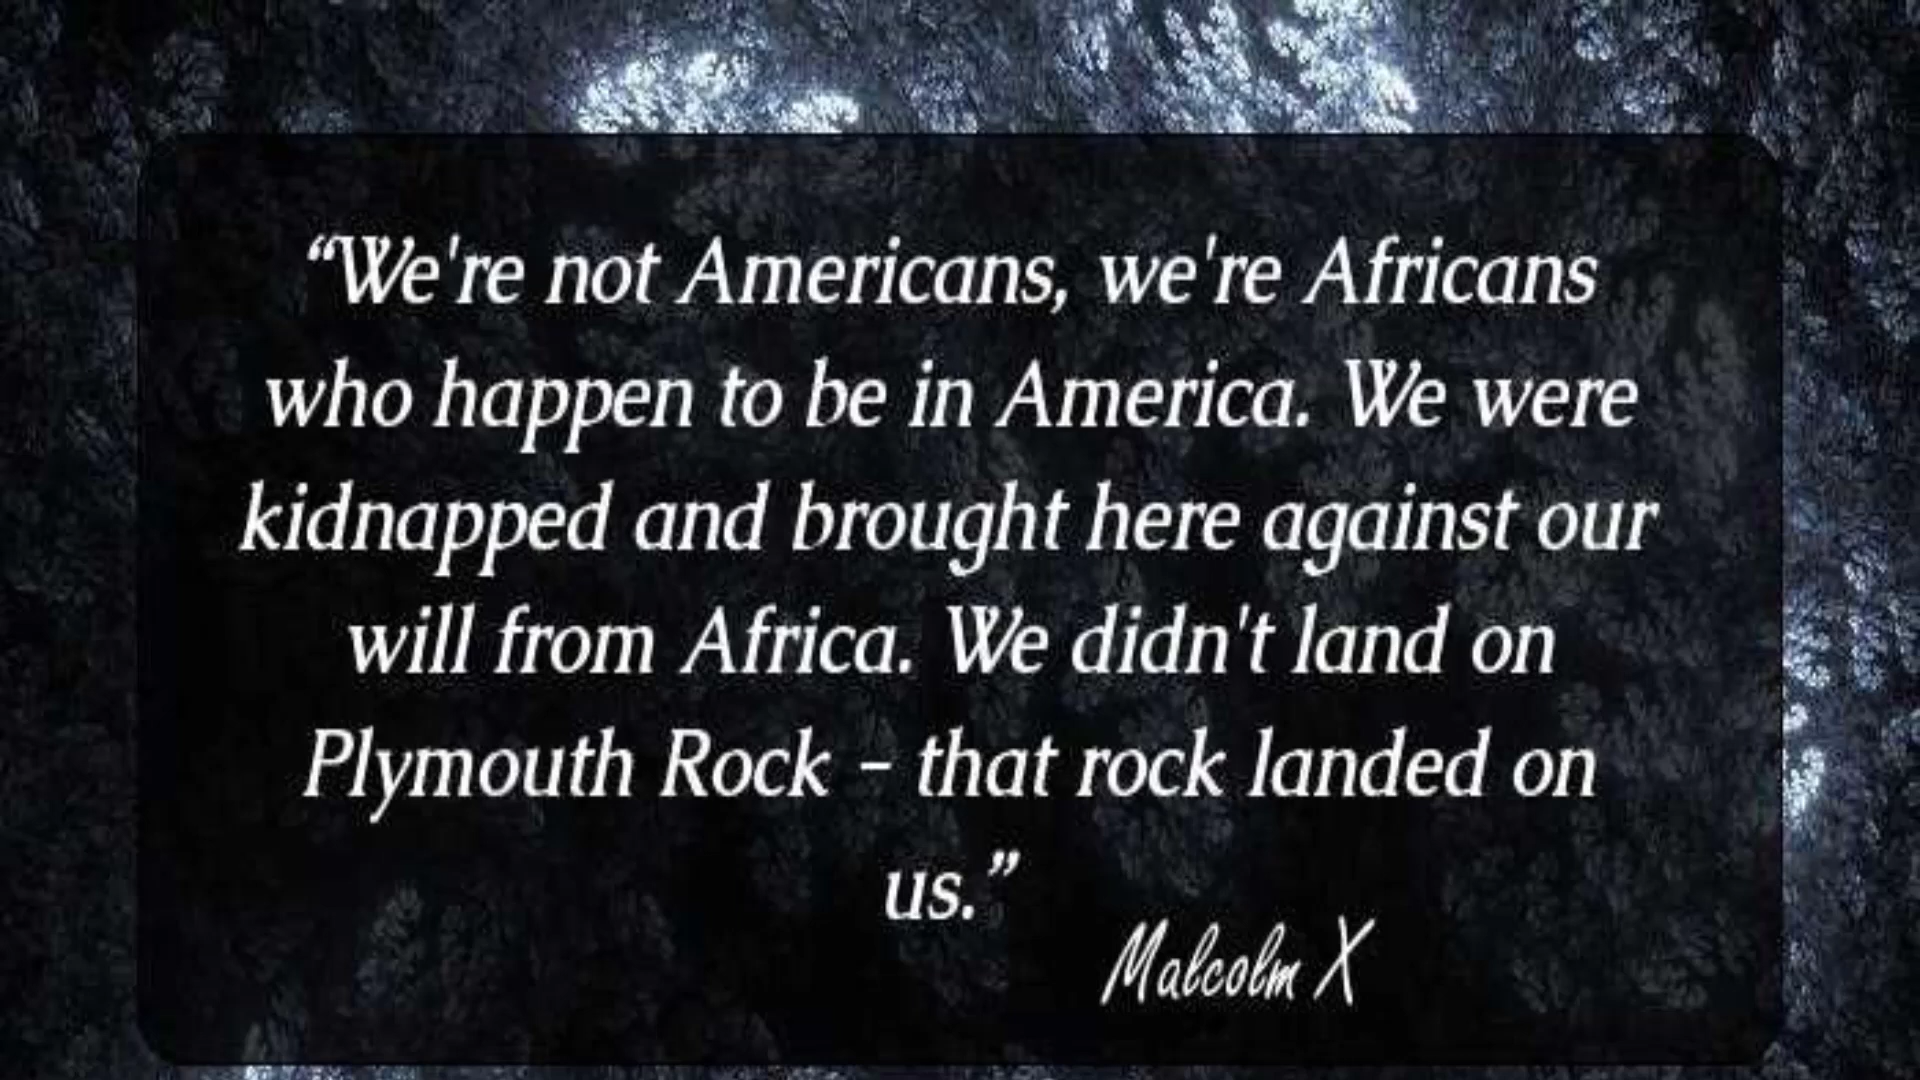 “We're not Americans, we're Africans
who happen to be in America. We were
kidnapped and brought here against our
will from Africa. We didn't land on
Plymouth Rock – that rock landed on
us.”
Malcolm X